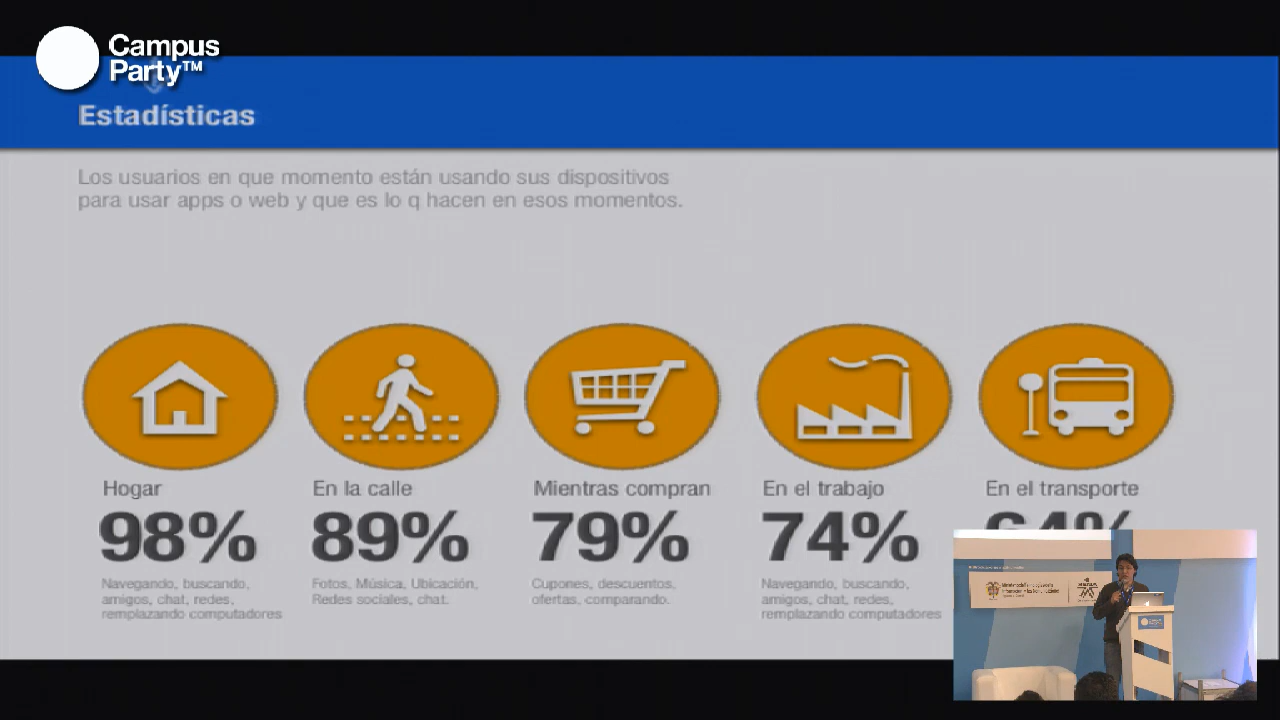 Campus
Party™
Estadísticas
Los usuarios en que momento están usando sus dispositivos
para usar apps o web y que es lo q hacen en esos momentos.
Hogar
98%
Navegando, buscando,
amigos, chat, redes,
remplazando computadores
En la calle
89%
Fotos, Música, Ubicación,
Redes sociales, chat.
Mientras compran
79%
Cupones, descuentos,
ofertas, comparando.
En el trabajo
74%
Navegando, buscando,
amigos, chat, redes,
remplazando computadores
En el transporte
64%